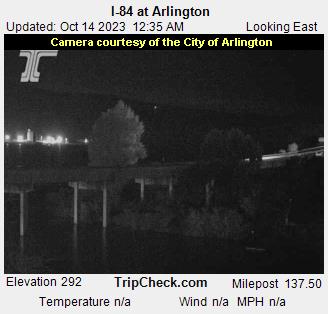 I-84 at Arlington
Updated: Oct 14 2023 12:35 AM Looking East
Camera courtesy of the City of Arlington
Elevation 292 TripCheck.com Milepost 137.50
Temperature n/a Wind n/a MPH n/a